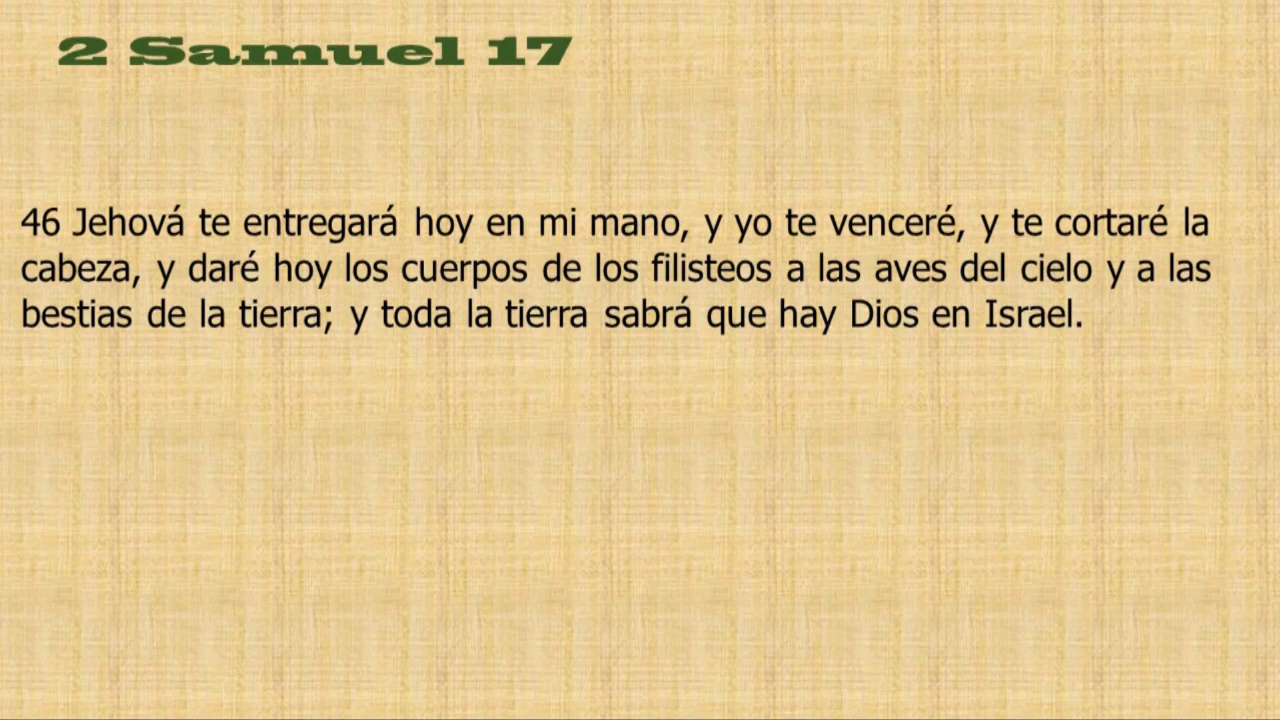 2 Samuel 17
46 Jehová te entregará hoy en mi mano, y yo te venceré, y te cortaré la
cabeza, y daré hoy los cuerpos de los filisteos a las aves del cielo y a las
bestias de la tierra; y toda la tierra sabrá que hay Dios en Israel.